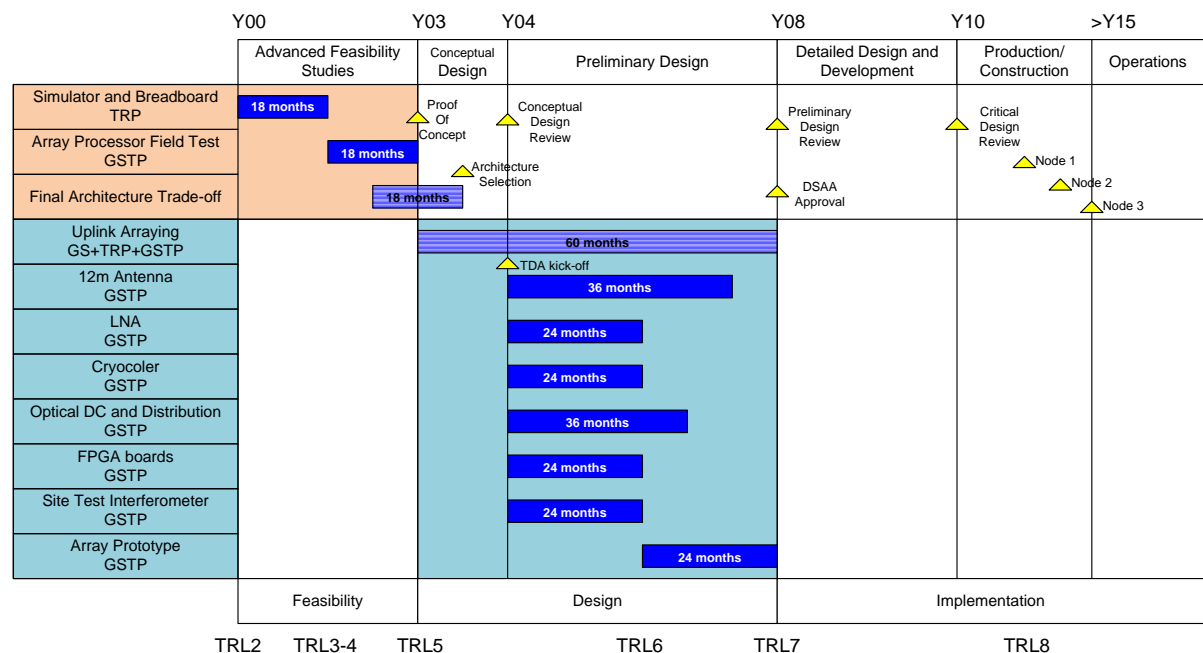 Y00 Y03 Y04 Y08 Y10 >Y15
Advanced Feasibility
Studies
Conceptual
Design
Preliminary Design
Detailed Design and
Development
Production/
Construction
Operations
Simulator and Breadboard
TRP
18 months
Proof
Of
Concept
Conceptual
Design
Review
Preliminary
Design
Review
Critical
Design
Review
Array Processor Field Test
GSTP
18 months
Architecture
Selection
Node 1
Final Architecture Trade-off
18 months
DSAA
Approval
Node 2
Node 3
Uplink Arraying
GS+TRP+GSTP
60 months
TDA kick-off
12m Antenna
GSTP
36 months
LNA
GSTP
24 months
Cryocoler
GSTP
24 months
Optical DC and Distribution
GSTP
36 months
FPGA boards
GSTP
24 months
Site Test Interferometer
GSTP
24 months
Array Prototype
GSTP
24 months
Feasibility Design Implementation
TRL2 TRL3-4 TRL5 TRL6 TRL7 TRL8